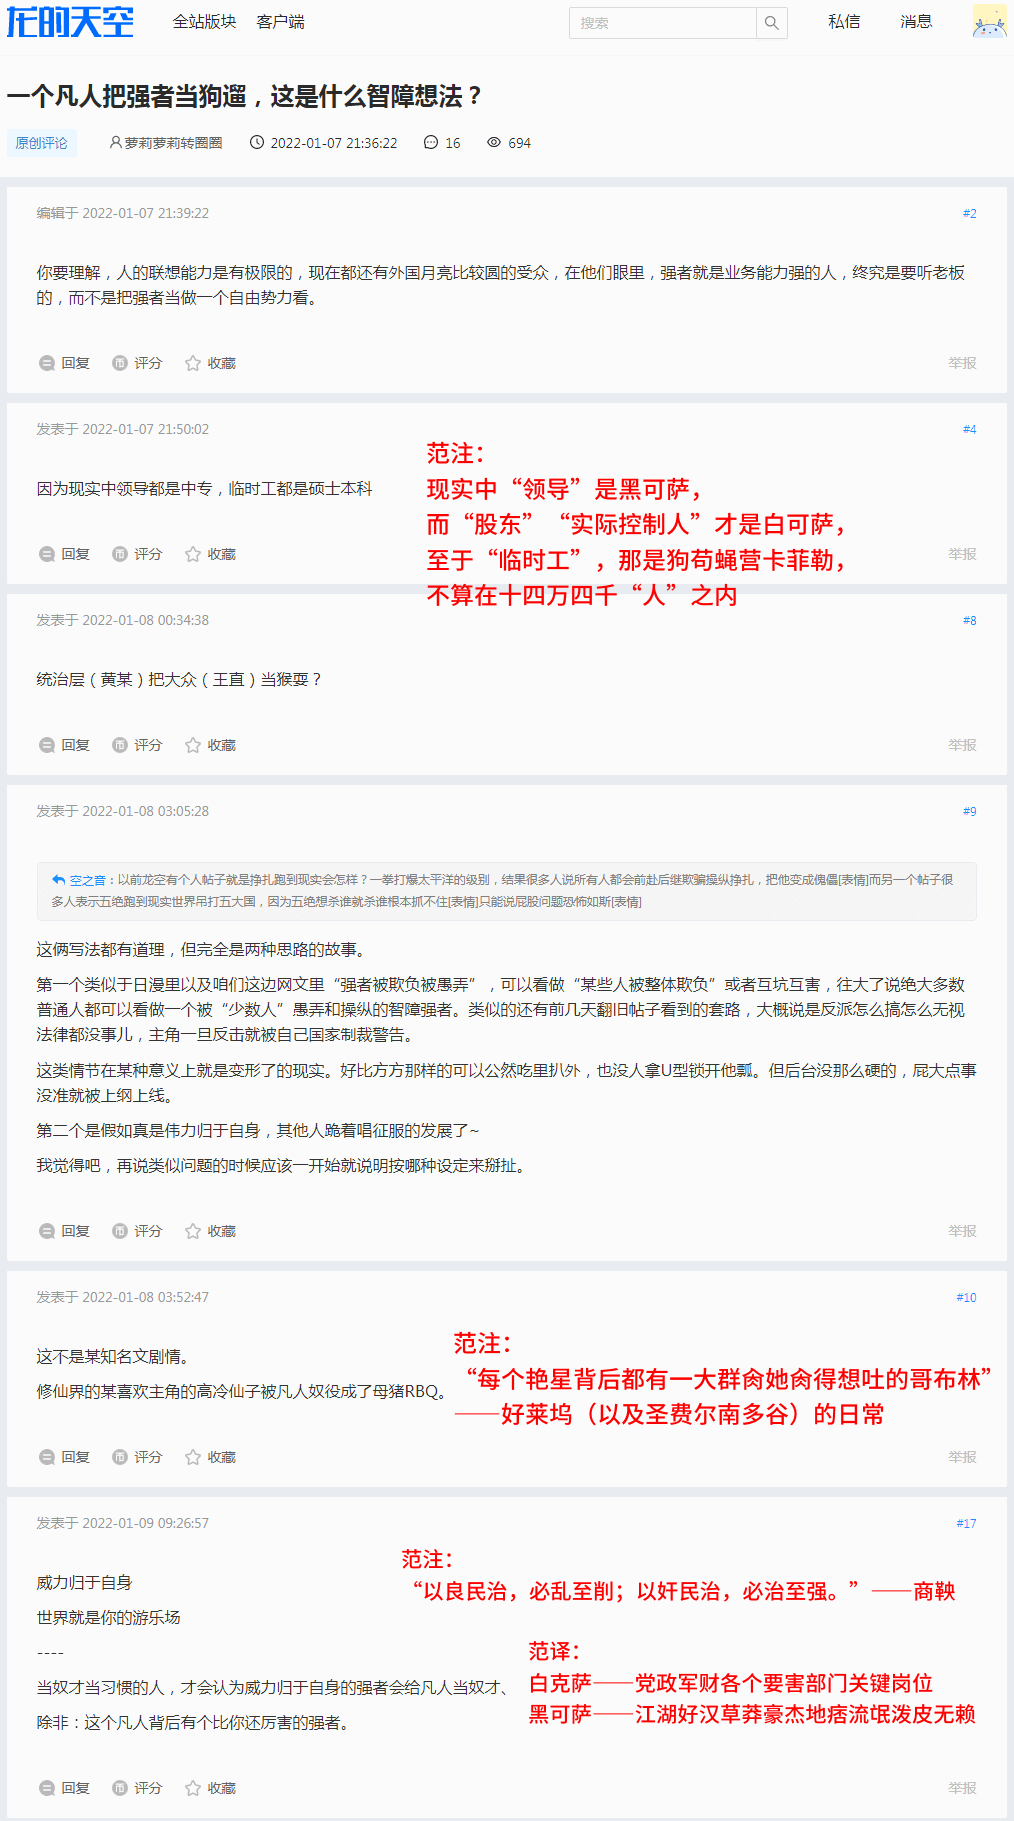 龙的天空 全站版块 客户端 搜索 私信 消息
一个凡人把强者当狗遛，这是什么智障想法？
原创评论 萝莉萝莉转圈圈 2022-01-07 21:36:22 16 694
编辑于 2022-01-07 21:39:22 #2
你要理解，人的联想能力是有极限的，现在都还有外国月亮比较圆的受众，在他们眼里，强者就是业务能力强的人，终究是要听老板
的，而不是把强者当做一个自由势力看。
回复 评分 收藏 举报
发表于 2022-01-07 21:50:02 #4
因为现实中领导都是中专，临时工都是硕士本科
范注：
现实中“领导”是黑可萨，
而“股东”“实际控制人”才是白可萨，
至于“临时工”，那是狗苟蝇营卡菲勒，
不算在十四万四千“人”之内
回复 评分 收藏 举报
发表于 2022-01-08 00:34:38 #8
统治层（黄某）把大众（王直）当猴耍？
回复 评分 收藏 举报
发表于 2022-01-08 03:05:28 #9
空之音：以前龙空有个人帖子就是挣扎跑到现实会怎样？一拳打爆太平洋的级别，结果很多人说所有人都会前赴后继欺骗操纵挣扎，把他变成傀儡[表情]而另一个帖子很
多人表示五绝跑到现实世界吊打五大国，因为五绝想杀谁就杀谁根本抓不住[表情]只能说屁股问题恐怖如斯[表情]
这俩写法都有道理，但完全是两种思路的故事。
第一个类似于日漫里以及咱们这边网文里“强者被欺负被愚弄”，可以看做“某些人被整体欺负”或者互坑互害，往大了说绝大多数
普通人都可以看做一个被“少数人”愚弄和操纵的智障强者。类似的还有前几天翻旧帖子看到的套路，大概说是反派怎么搞怎么无视
法律都没事儿，主角一旦反击就被自己国家制裁警告。
这类情节在某种意义上就是变形了的现实。好比方方那样的可以公然吃里扒外，也没人拿U型锁开他瓢。但后台没那么硬的，屁大点事
没准就被上纲上线。
第二个是假如真是伟力归于自身，其他人跪着唱征服的发展了~
我觉得吧，再说类似问题的时候应该一开始就说明按哪种设定来掰扯。
回复 评分 收藏 举报
发表于 2022-01-08 03:52:47 #10
这不是某知名文剧情。
修仙界的某喜欢主角的高冷仙子被凡人奴役成了母猪RBQ。
范注：
“每个艳星背后都有一大群肏她肏得想吐的哥布林”
——好莱坞（以及圣费尔南多谷）的日常
回复 评分 收藏 举报
发表于 2022-01-09 09:26:57 #17
威力归于自身
世界就是你的游乐场
----
当奴才当习惯的人，才会认为威力归于自身的强者会给凡人当奴才、
除非：这个凡人背后有个比你还厉害的强者。
范注：
“以良民治，必乱至削；以奸民治，必治至强。”——商鞅
范译：
白克萨——党政军财各个要害部门关键岗位
黑可萨——江湖好汉草莽豪杰地痞流氓泼皮无赖
回复 评分 收藏 举报